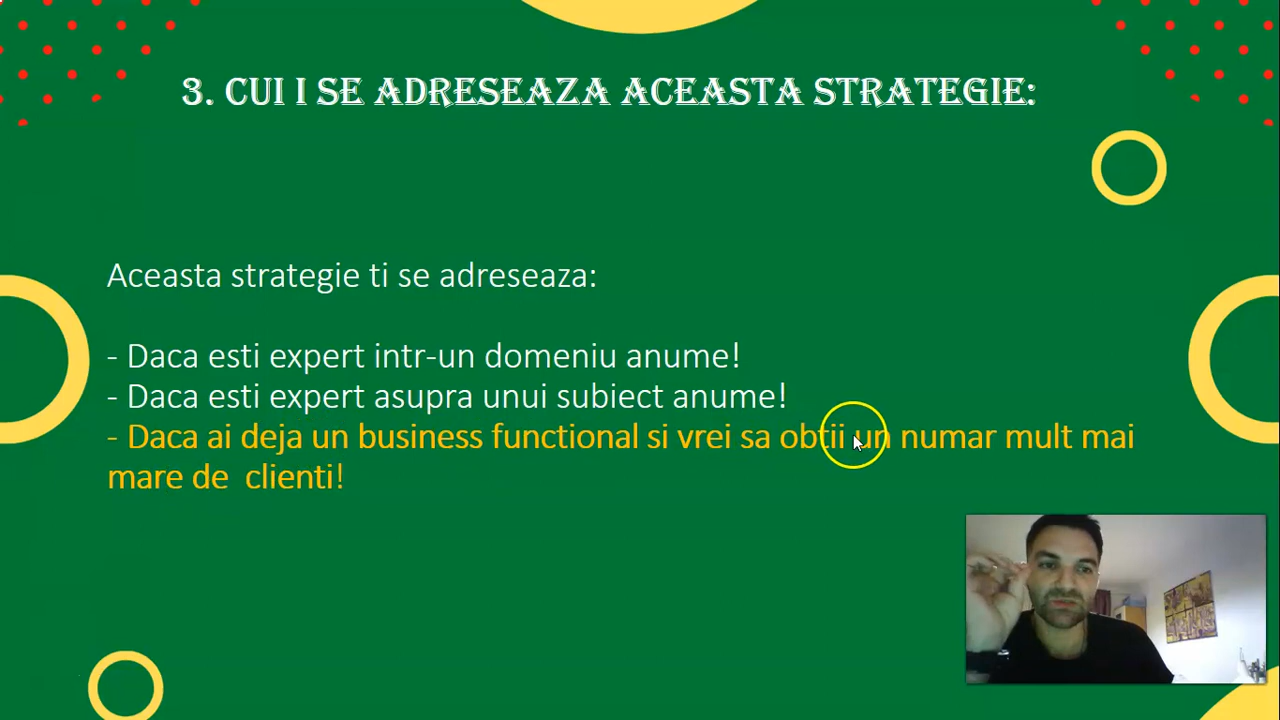 3. CUI I SE ADRESEAZA ACEASTA STRATEGIE:
Aceasta strategie ti se adreseaza:
- Daca esti expert intr-un domeniu anume!
- Daca esti expert asupra unui subiect anume!
- Daca ai deja un business functional si vrei sa obtii un numar mult mai
mare de  clienti!